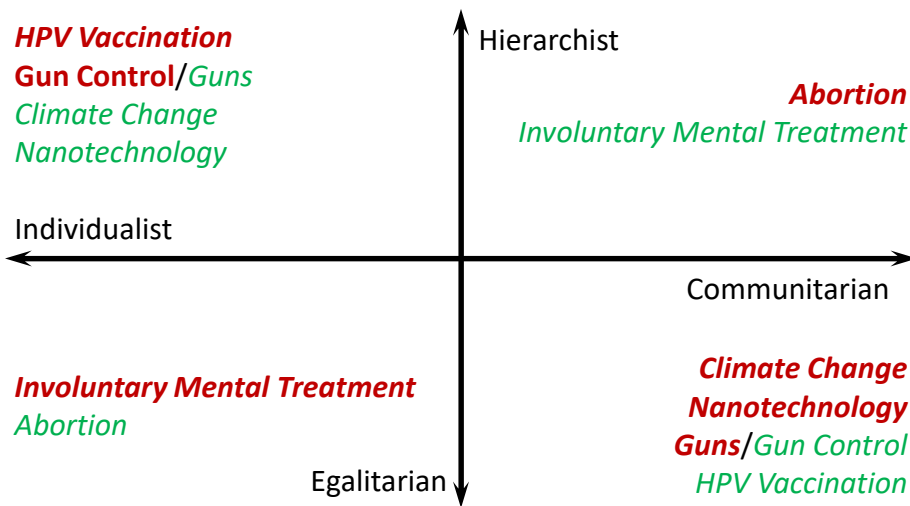 HPV Vaccination
Gun Control/Guns
Climate Change
Nanotechnology
Hierarchist
Abortion
Involuntary Mental Treatment
Individualist
Communitarian
Involuntary Mental Treatment
Abortion
Egalitarian
Climate Change
Nanotechnology
Guns/Gun Control
HPV Vaccination